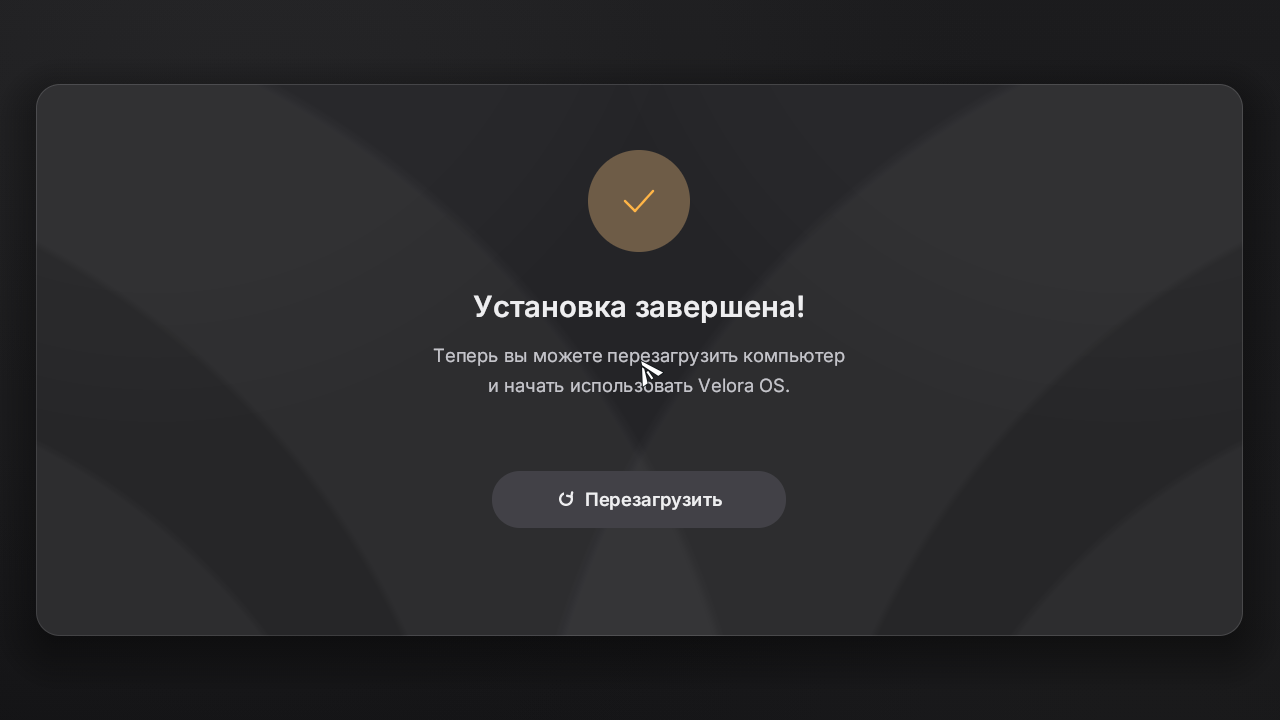 Установка завершена!
Теперь вы можете перезагрузить компьютер
и начать использовать Velora OS.
Перезагрузить